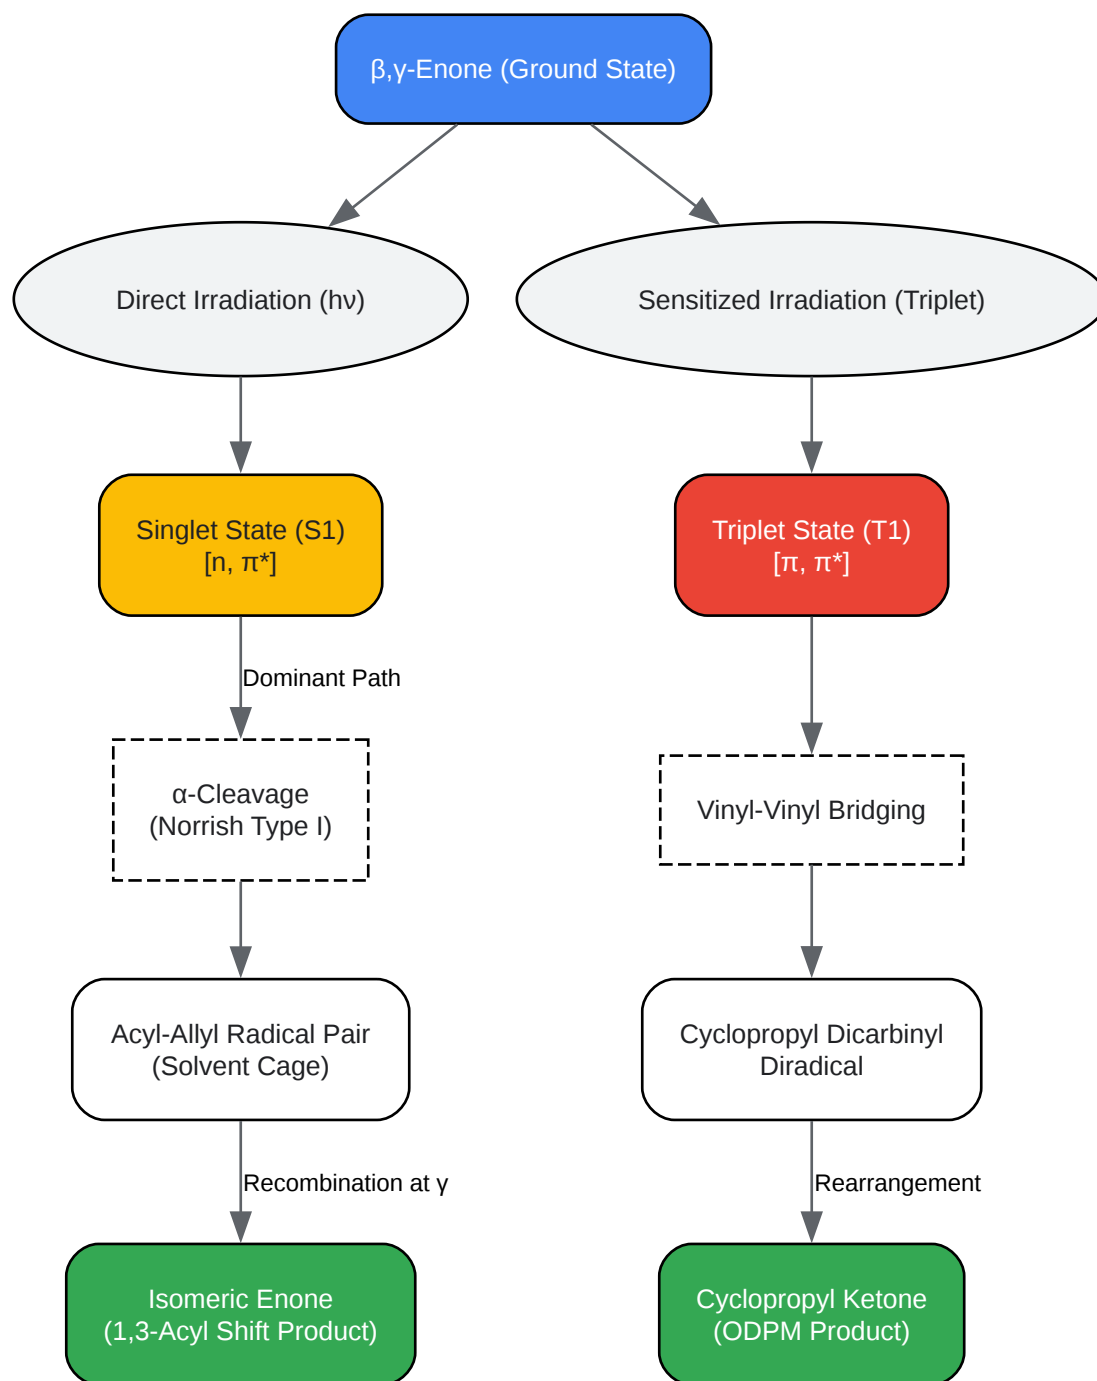 β,γ-Enone (Ground State)
Direct Irradiation (hν)
Sensitized Irradiation (Triplet)
Singlet State (S1)
[n, π*]
Triplet State (T1)
[π, π*]
Dominant Path
α-Cleavage
(Norrish Type I)
Vinyl-Vinyl Bridging
Acyl-Allyl Radical Pair
(Solvent Cage)
Cyclopropyl Dicarbinyl
Diradical
Recombination at γ
Rearrangement
Isomeric Enone
(1,3-Acyl Shift Product)
Cyclopropyl Ketone
(ODPM Product)